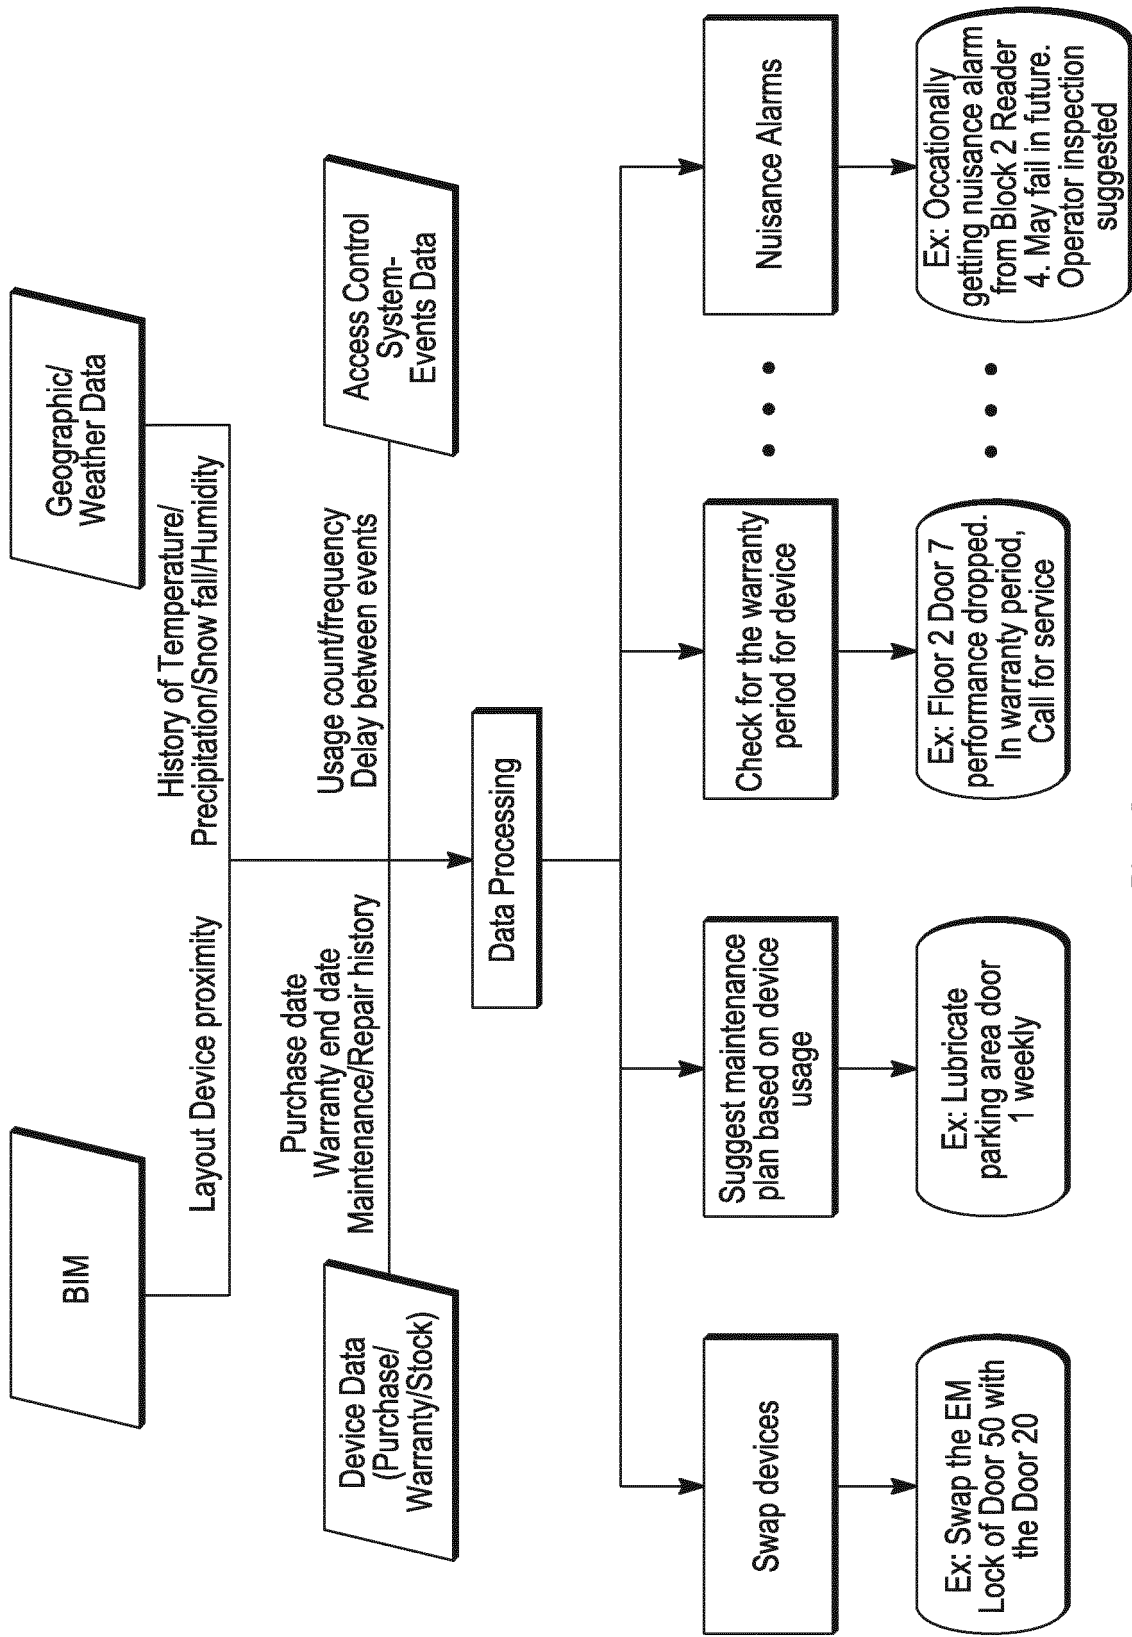 BIM
Layout Device proximity
Geographic/
Weather Data
History of Temperature/
Precipitation/Snow fall/Humidity
Device Data
(Purchase/
Warranty/Stock)
Purchase date
Warranty end date
Maintenance/Repair history
Usage count/frequency
Delay between events
Access Control
System-
Events Data
Data Processing
Swap devices
Suggest maintenance
plan based on device
usage
Check for the warranty
period for device
Nuisance Alarms
Ex: Swap the EM
Lock of Door 50 with
the Door 20
Ex: Lubricate
parking area door
1 weekly
Ex: Floor 2 Door 7
performance dropped.
In warranty period,
Call for service
Ex: Occationally
getting nuisance alarm
from Block 2 Reader
4. May fail in future.
Operator inspection
suggested